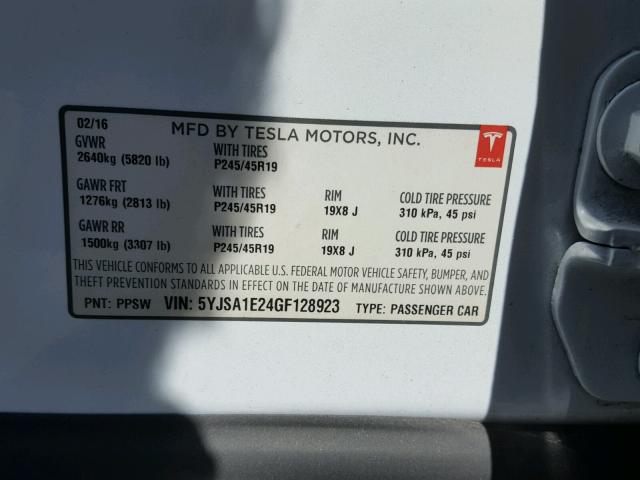 02/16 MFD BY TESLA MOTORS, INC.
GVWR WITH TIRES
2640kg (5820 lb) P245/45R19
TESLA
GAWR FRT WITH TIRES RIM COLD TIRE PRESSURE
1276kg (2813 lb) P245/45R19 19X8 J 310 kPa, 45 psi
GAWR RR WITH TIRES RIM COLD TIRE PRESSURE
1500kg (3307 lb) P245/45R19 19X8 J 310 kPa, 45 psi
THIS VEHICLE CONFORMS TO ALL APPLICABLE U.S. FEDERAL MOTOR VEHICLE SAFETY, BUMPER, AND
THEFT PREVENTION STANDARDS IN EFFECT ON THE DATE OF MANUFACTURE SHOWN ABOVE.
PNT: PPSW VIN: 5YJSA1E24GF128923 TYPE: PASSENGER CAR